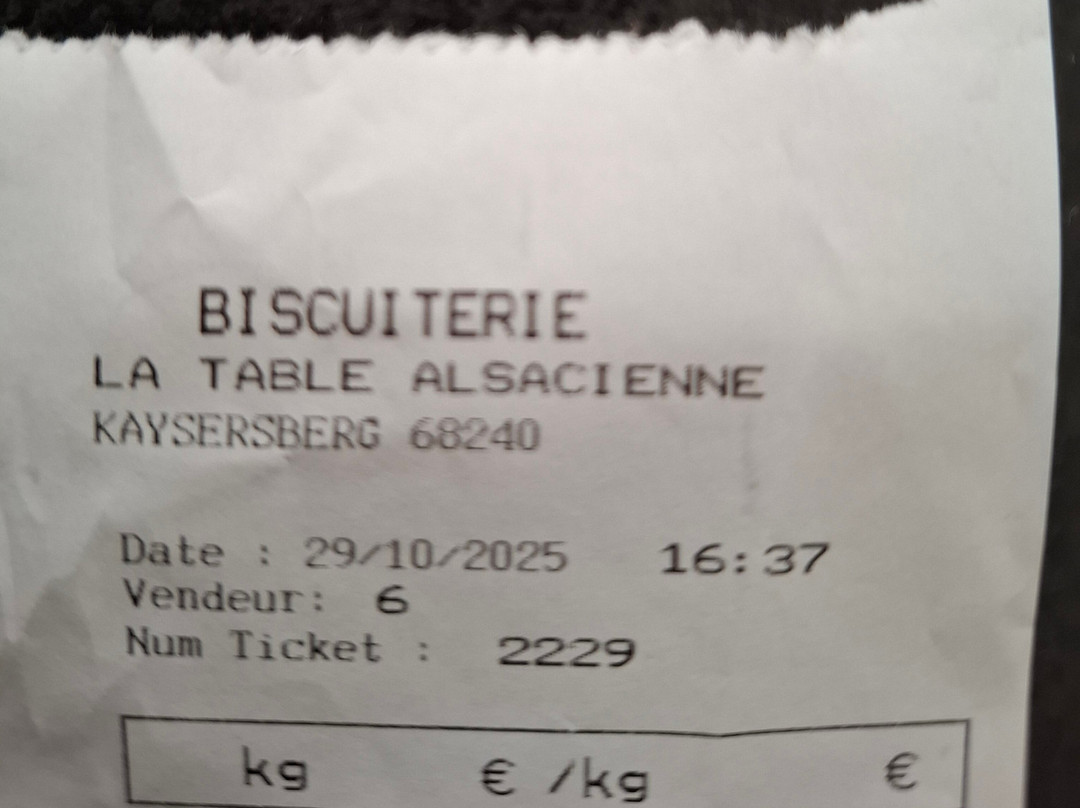 BISCUITERIE
LA TABLE ALSACIENNE
KAYSERSBERG 68240
Date : 29/10/2025 16:37
Vendeur: 6
Num Ticket : 2229
kg € /kg €